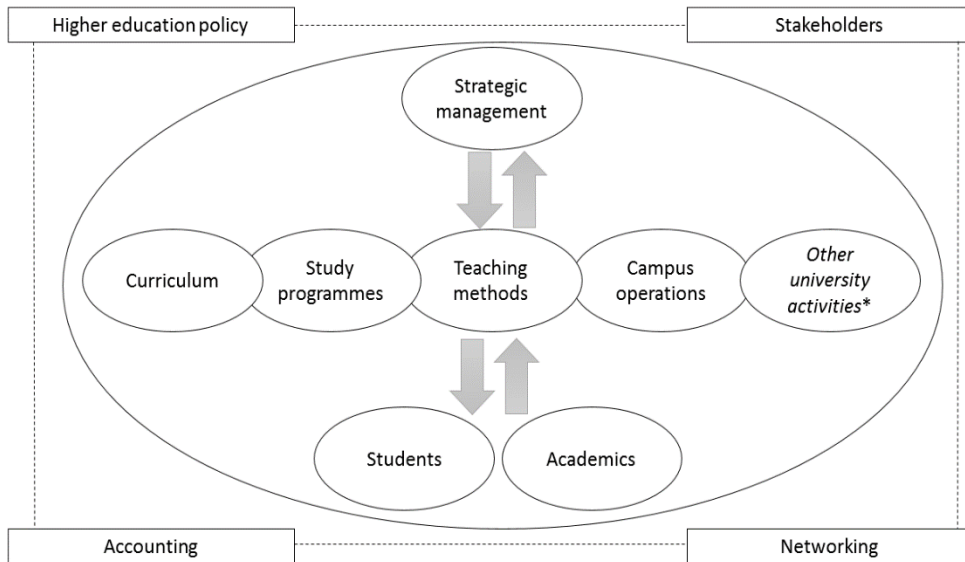 Higher education policy
Stakeholders
Strategic
management
Curriculum
Study
programmes
Teaching
methods
Campus
operations
Other
university
activities*
Students
Academics
Accounting
Networking